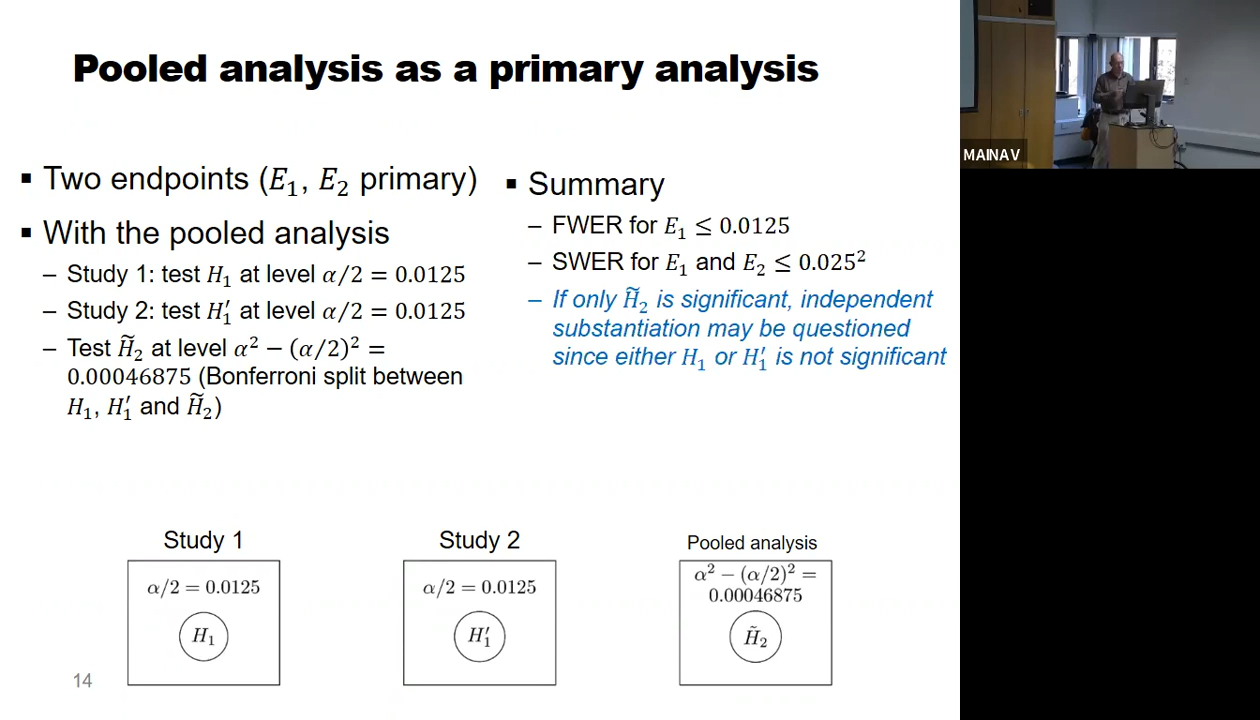 Pooled analysis as a primary analysis
▪ Two endpoints (𝐸₁, 𝐸₂ primary)
▪ With the pooled analysis
– Study 1: test 𝐻₁ at level 𝛼/2 = 0.0125
– Study 2: test 𝐻₁′ at level 𝛼/2 = 0.0125
– Test H̃₂ at level 𝛼² − (𝛼/2)² =
0.00046875 (Bonferroni split between
𝐻₁, 𝐻₁′ and H̃₂)
▪ Summary
– FWER for 𝐸₁ ≤ 0.0125
– SWER for 𝐸₁ and 𝐸₂ ≤ 0.025²
– If only H̃₂ is significant, independent
substantiation may be questioned
since either 𝐻₁ or 𝐻₁′ is not significant
Study 1
α/2 = 0.0125
H₁
Study 2
α/2 = 0.0125
H₁′
Pooled analysis
α² − (α/2)² =
0.00046875
H̃₂
14
MAIN AV